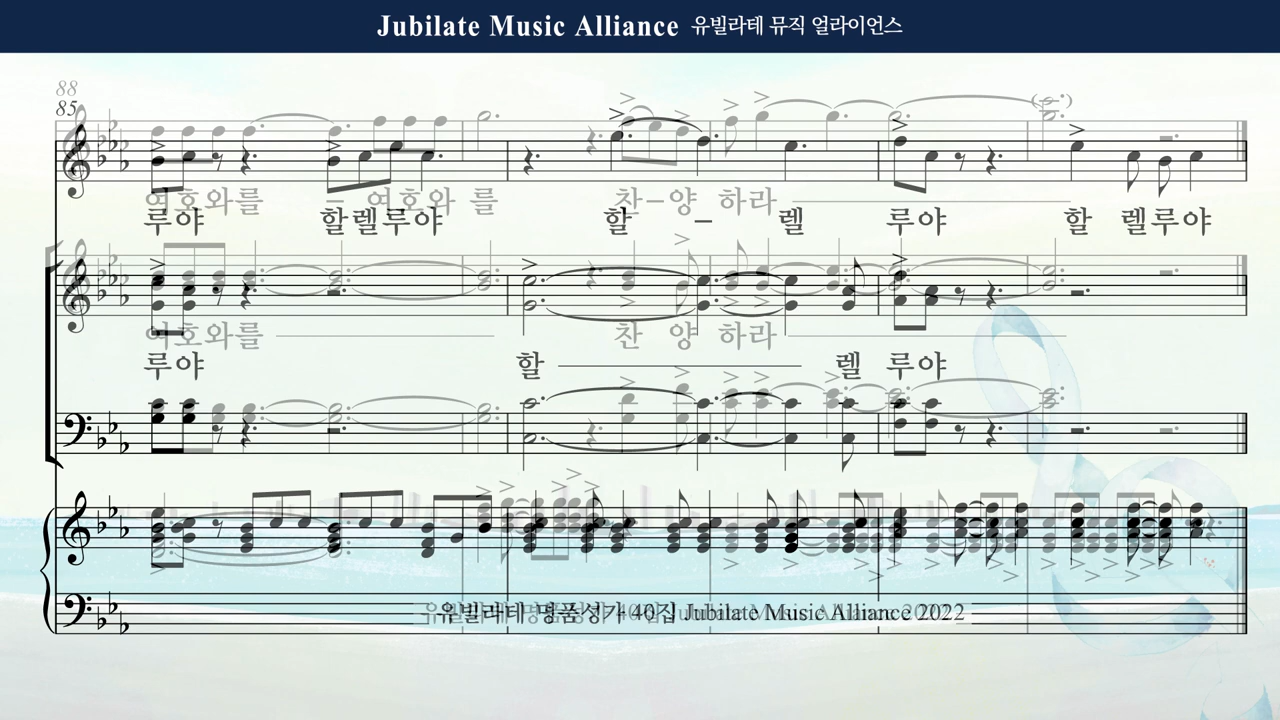 Jubilate Music Alliance 유빌라테 뮤직 얼라이언스
88
85
여호와를 – 여호와 를 찬 – 양 하라
루야 할렐루야 할 – 렐 루야 할 렐루야
여호와를 찬 양 하라
루야 할 렐 루야
유빌라테 명품성가 40집 Jubilate Music Alliance 2022